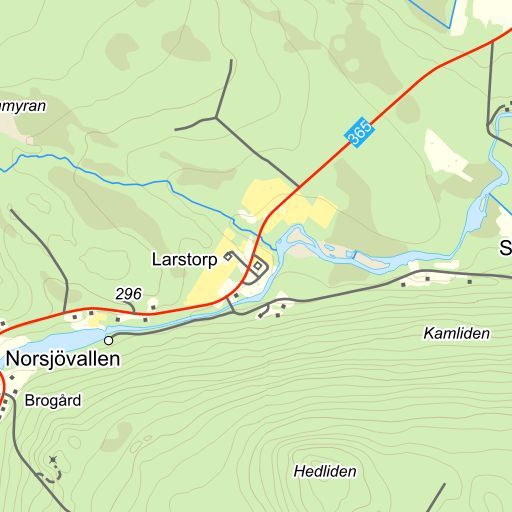 myran
365
S
Larstorp
296
Kamliden
Norsjövallen
Brogård
Hedliden